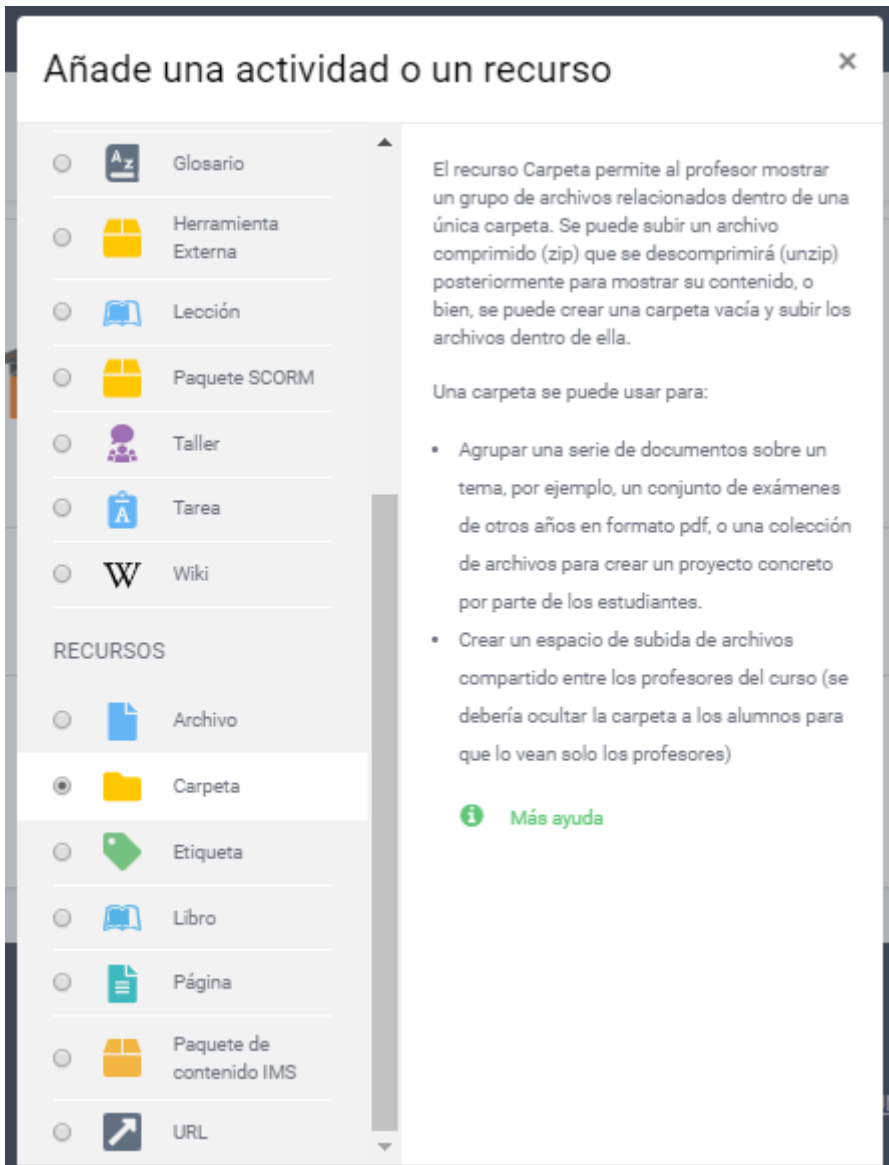 Añade una actividad o un recurso
×
Glosario
Herramienta
Externa
Lección
Paquete SCORM
Taller
Tarea
Wiki
RECURSOS
Archivo
Carpeta
Etiqueta
Libro
Página
Paquete de
contenido IMS
URL
El recurso Carpeta permite al profesor mostrar
un grupo de archivos relacionados dentro de una
única carpeta. Se puede subir un archivo
comprimido (zip) que se descomprimirá (unzip)
posteriormente para mostrar su contenido, o
bien, se puede crear una carpeta vacía y subir los
archivos dentro de ella.
Una carpeta se puede usar para:
• Agrupar una serie de documentos sobre un
tema, por ejemplo, un conjunto de exámenes
de otros años en formato pdf, o una colección
de archivos para crear un proyecto concreto
por parte de los estudiantes.
• Crear un espacio de subida de archivos
compartido entre los profesores del curso (se
debería ocultar la carpeta a los alumnos para
que lo vean solo los profesores)
Más ayuda